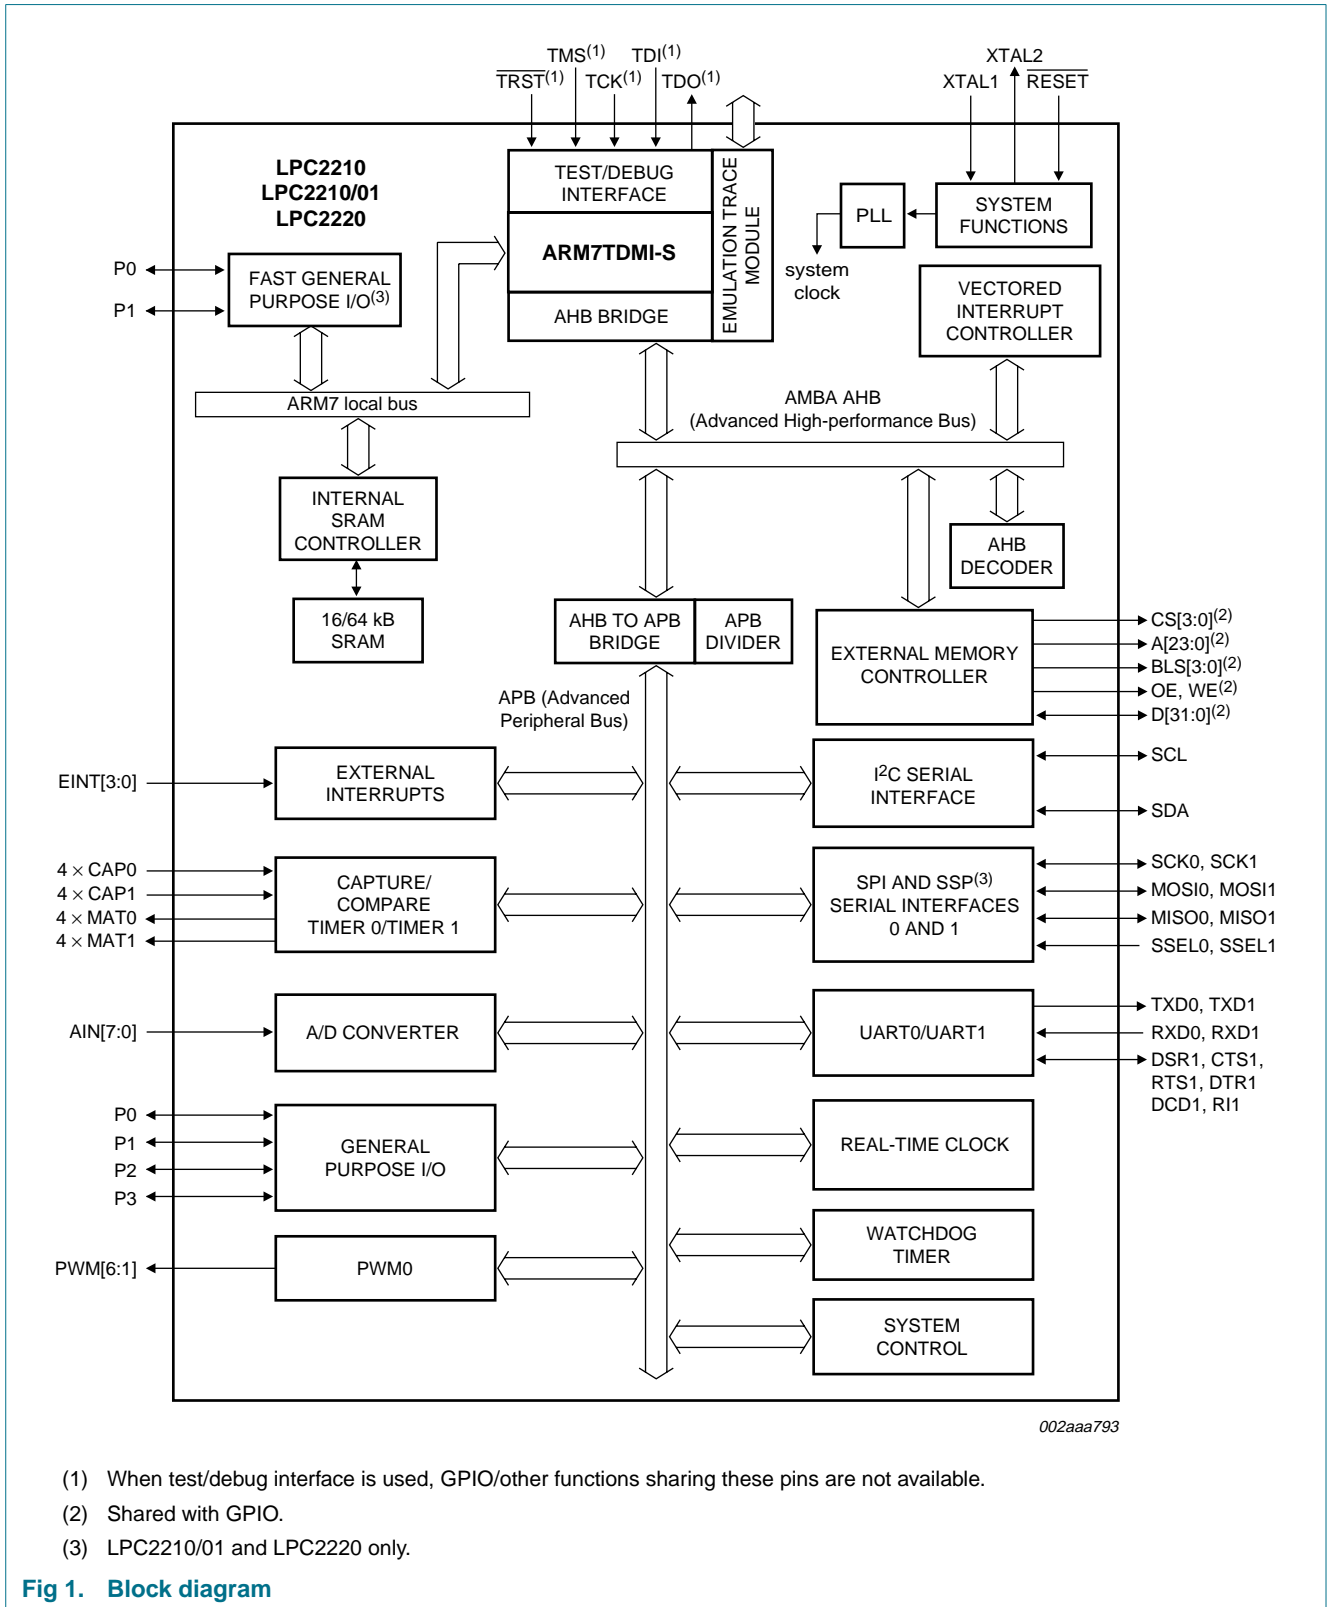 TMS(1) TDI(1)
TRST(1) TCK(1) TDO(1)
XTAL2
XTAL1 RESET
LPC2210
LPC2210/01
LPC2220
TEST/DEBUG
INTERFACE
ARM7TDMI-S
AHB BRIDGE
EMULATION TRACE
MODULE
PLL
SYSTEM
FUNCTIONS
system
clock
VECTORED
INTERRUPT
CONTROLLER
P0
P1
FAST GENERAL
PURPOSE I/O(3)
ARM7 local bus
AMBA AHB
(Advanced High-performance Bus)
INTERNAL
SRAM
CONTROLLER
16/64 kB
SRAM
AHB
DECODER
AHB TO APB
BRIDGE
APB
DIVIDER
EXTERNAL MEMORY
CONTROLLER
CS[3:0](2)
A[23:0](2)
BLS[3:0](2)
OE, WE(2)
D[31:0](2)
APB (Advanced
Peripheral Bus)
EINT[3:0]
EXTERNAL
INTERRUPTS
I2C SERIAL
INTERFACE
SCL
SDA
4 × CAP0
4 × CAP1
4 × MAT0
4 × MAT1
CAPTURE/
COMPARE
TIMER 0/TIMER 1
SPI AND SSP(3)
SERIAL INTERFACES
0 AND 1
SCK0, SCK1
MOSI0, MOSI1
MISO0, MISO1
SSEL0, SSEL1
AIN[7:0]
A/D CONVERTER
UART0/UART1
TXD0, TXD1
RXD0, RXD1
DSR1, CTS1,
RTS1, DTR1
DCD1, RI1
P0
P1
P2
P3
GENERAL
PURPOSE I/O
REAL-TIME CLOCK
PWM[6:1]
PWM0
WATCHDOG
TIMER
SYSTEM
CONTROL
002aaa793
(1) When test/debug interface is used, GPIO/other functions sharing these pins are not available.
(2) Shared with GPIO.
(3) LPC2210/01 and LPC2220 only.
Fig 1. Block diagram